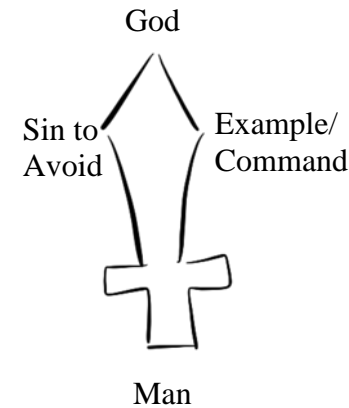 God
Sin to
Avoid
Example/
Command
Man